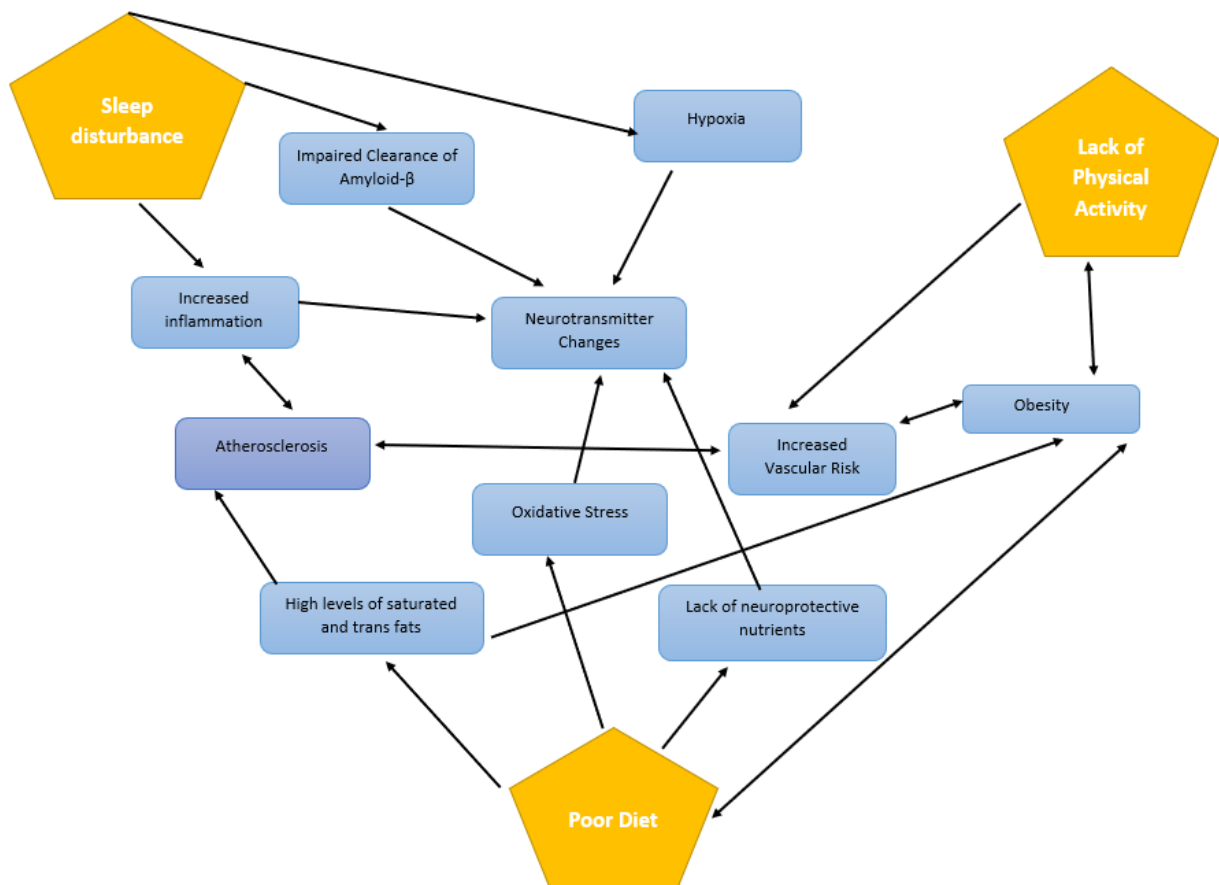 Sleep
disturbance
Hypoxia
Impaired Clearance of
Amyloid-β
Lack of
Physical
Activity
Increased
inflammation
Neurotransmitter
Changes
Obesity
Atherosclerosis
Increased
Vascular Risk
Oxidative Stress
High levels of saturated
and trans fats
Lack of neuroprotective
nutrients
Poor Diet